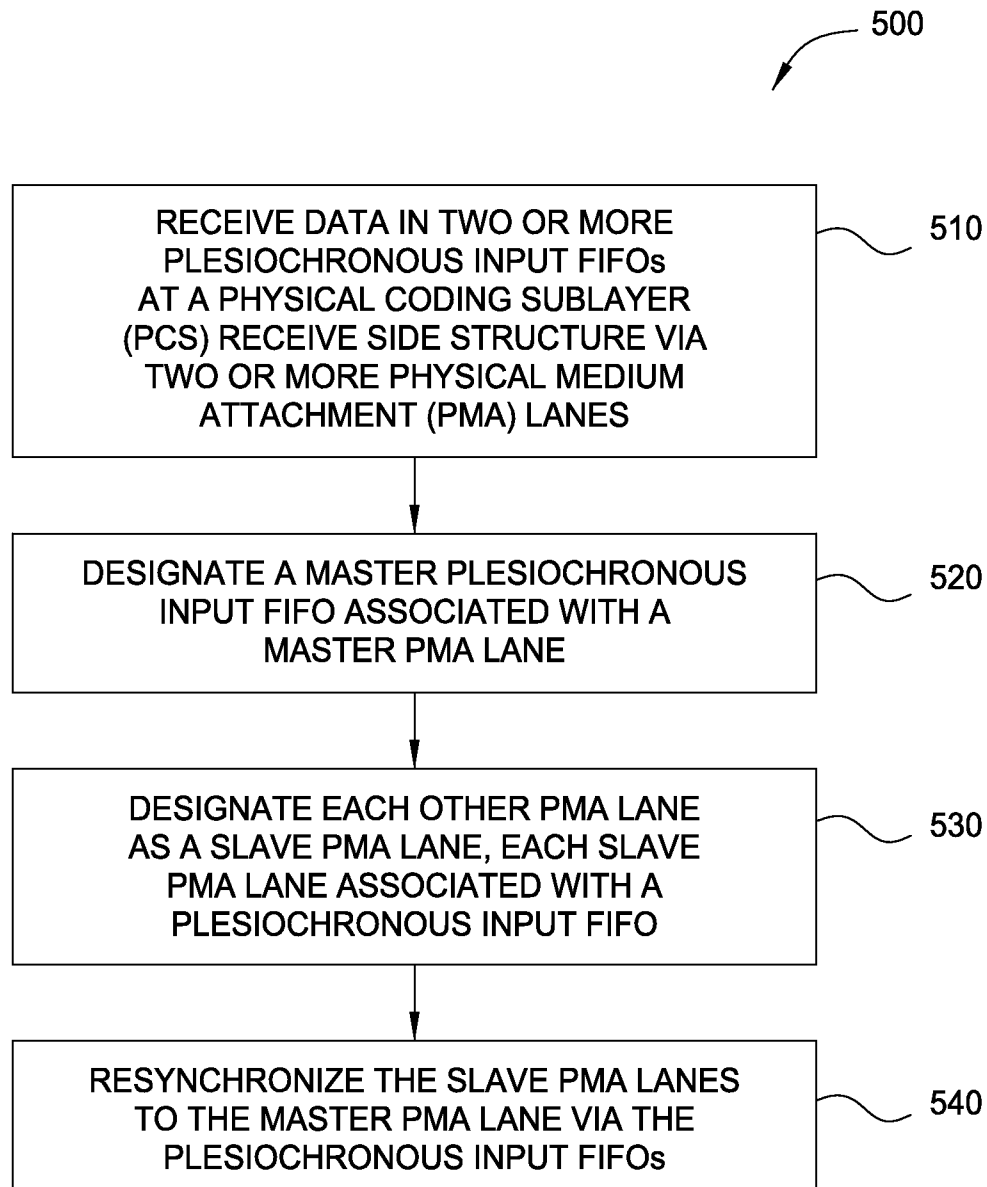 500
RECEIVE DATA IN TWO OR MORE
PLESIOCHRONOUS INPUT FIFOs
AT A PHYSICAL CODING SUBLAYER
(PCS) RECEIVE SIDE STRUCTURE VIA
TWO OR MORE PHYSICAL MEDIUM
ATTACHMENT (PMA) LANES
510
DESIGNATE A MASTER PLESIOCHRONOUS
INPUT FIFO ASSOCIATED WITH A
MASTER PMA LANE
520
DESIGNATE EACH OTHER PMA LANE
AS A SLAVE PMA LANE, EACH SLAVE
PMA LANE ASSOCIATED WITH A
PLESIOCHRONOUS INPUT FIFO
530
RESYNCHRONIZE THE SLAVE PMA LANES
TO THE MASTER PMA LANE VIA THE
PLESIOCHRONOUS INPUT FIFOs
540